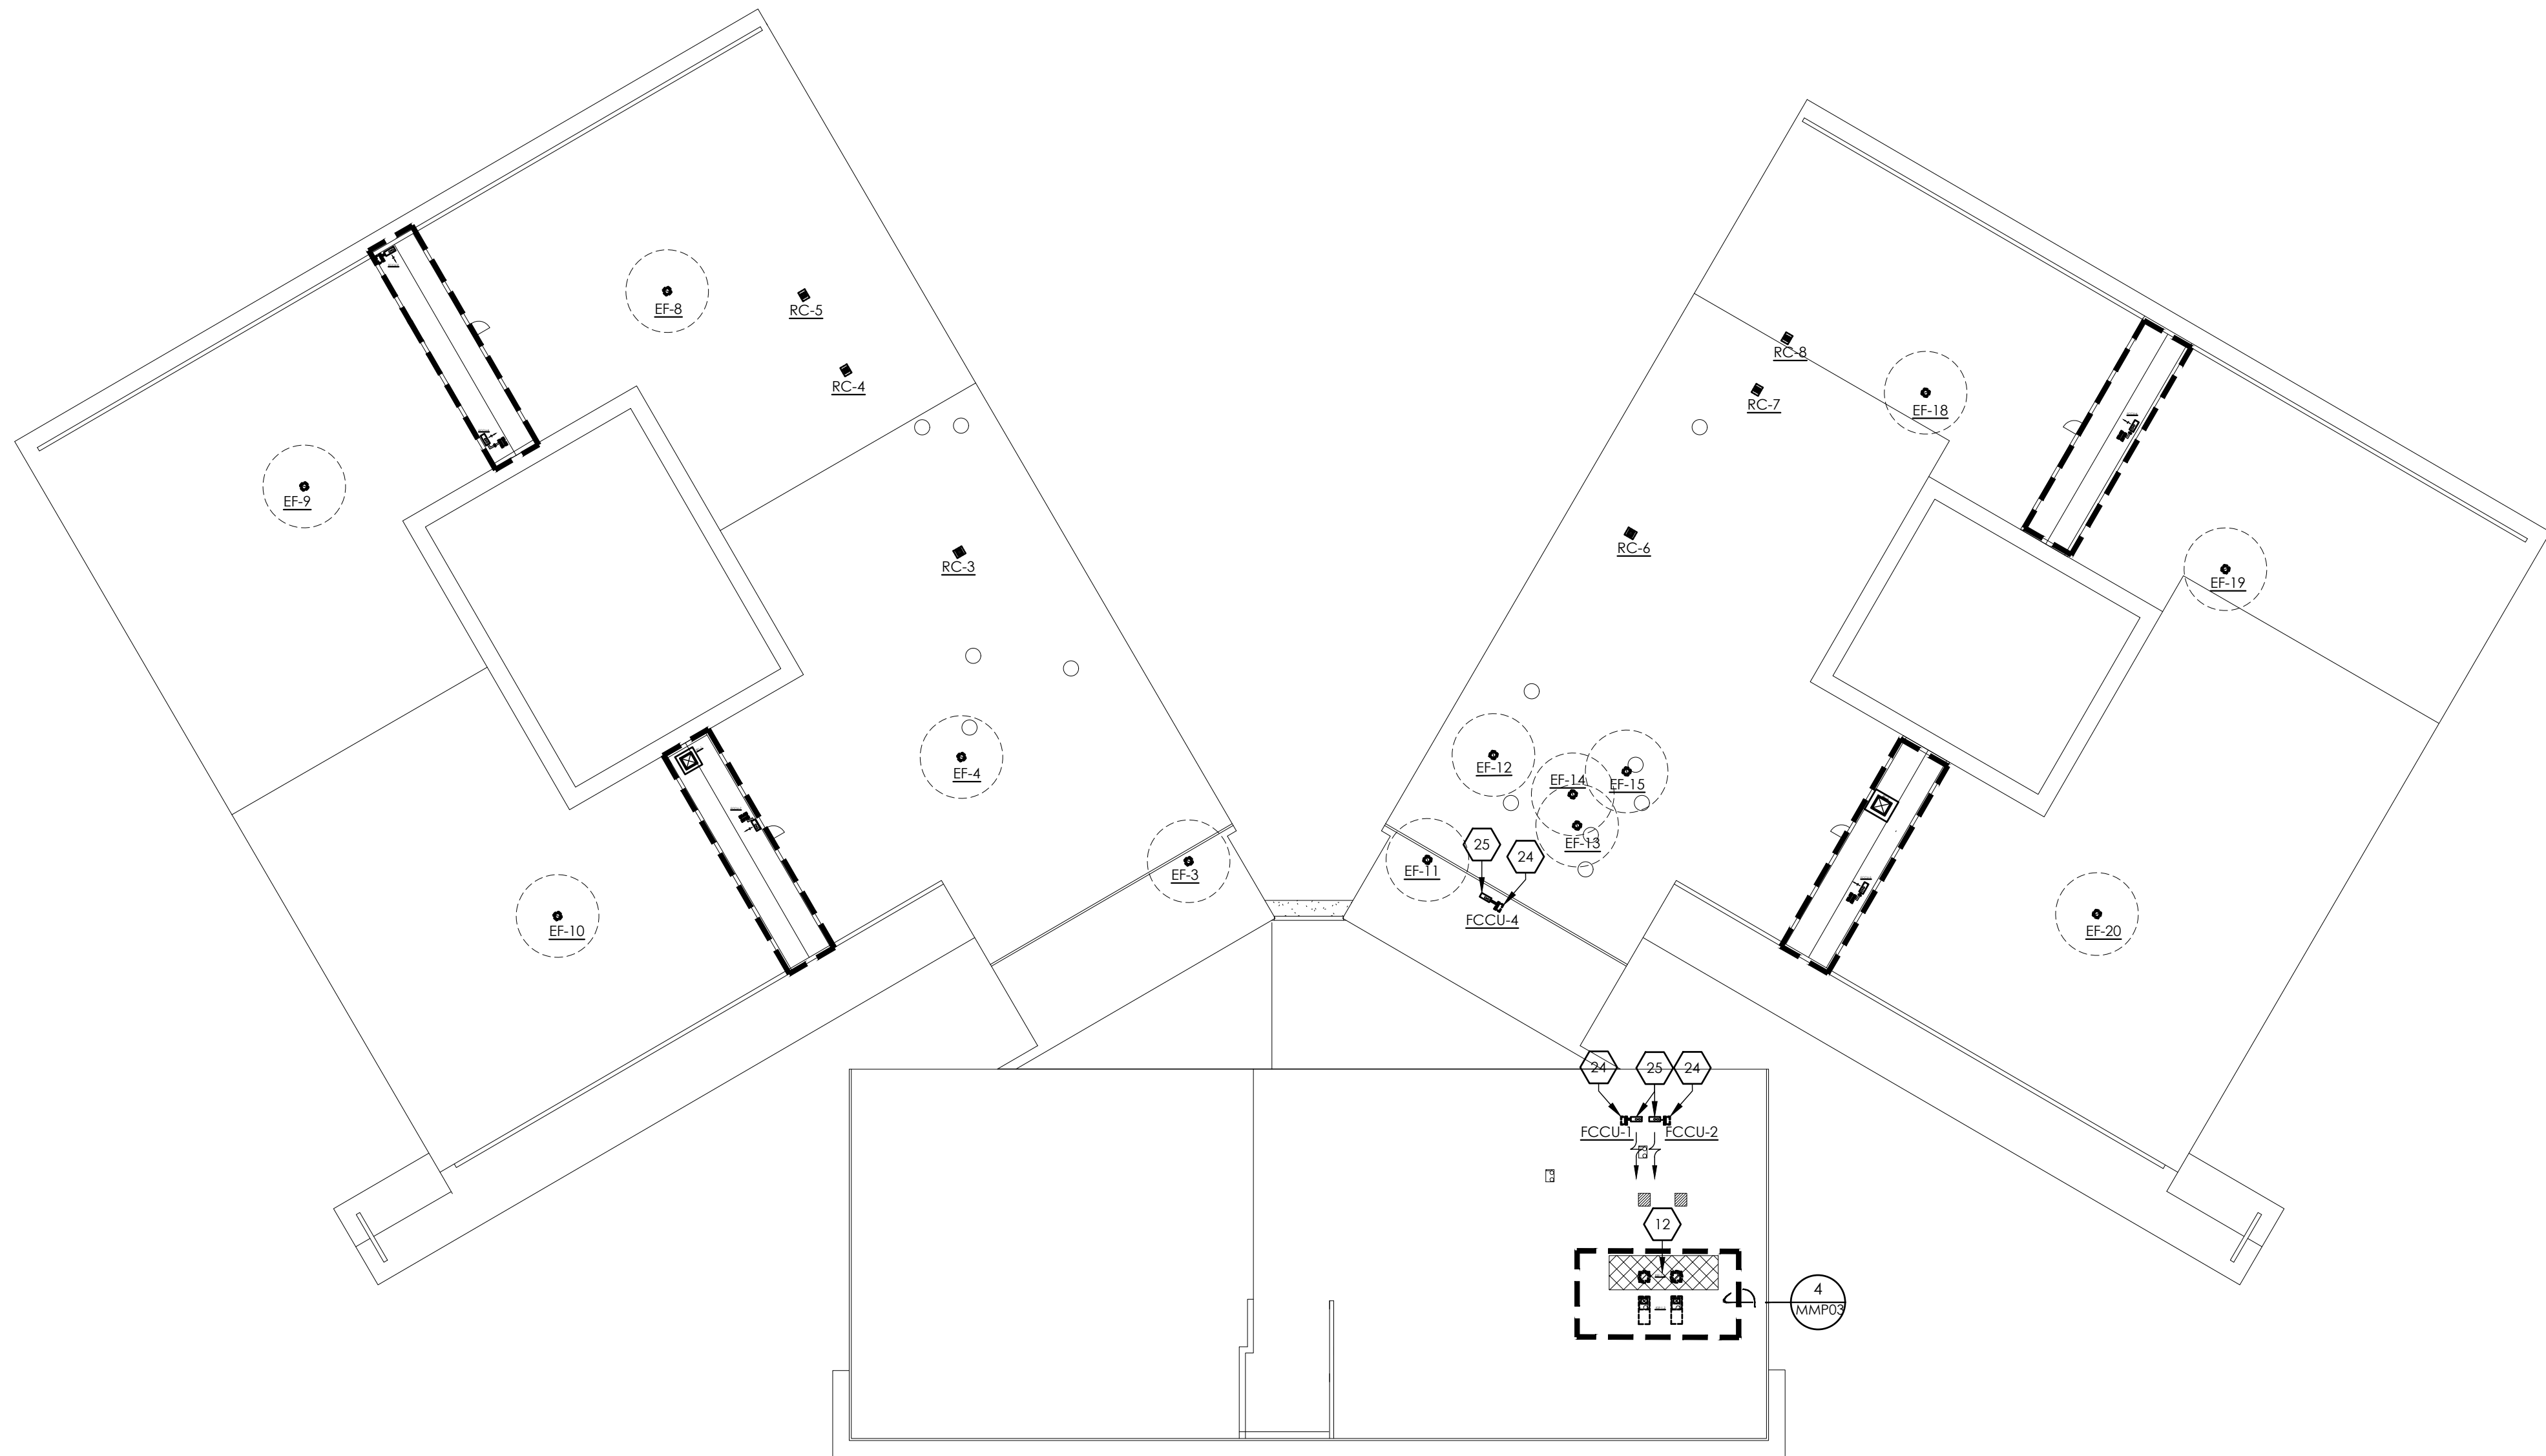 EF-8
RC-5
RC-8
RC-4
RC-7
EF-18
EF-9
RC-6
RC-3
EF-19
EF-12
EF-4
EF-14
EF-15
EF-13
25
24
EF-3
EF-11
FCCU-4
EF-10
EF-20
24
25
24
FCCU-1
FCCU-2
12
4
MMP03